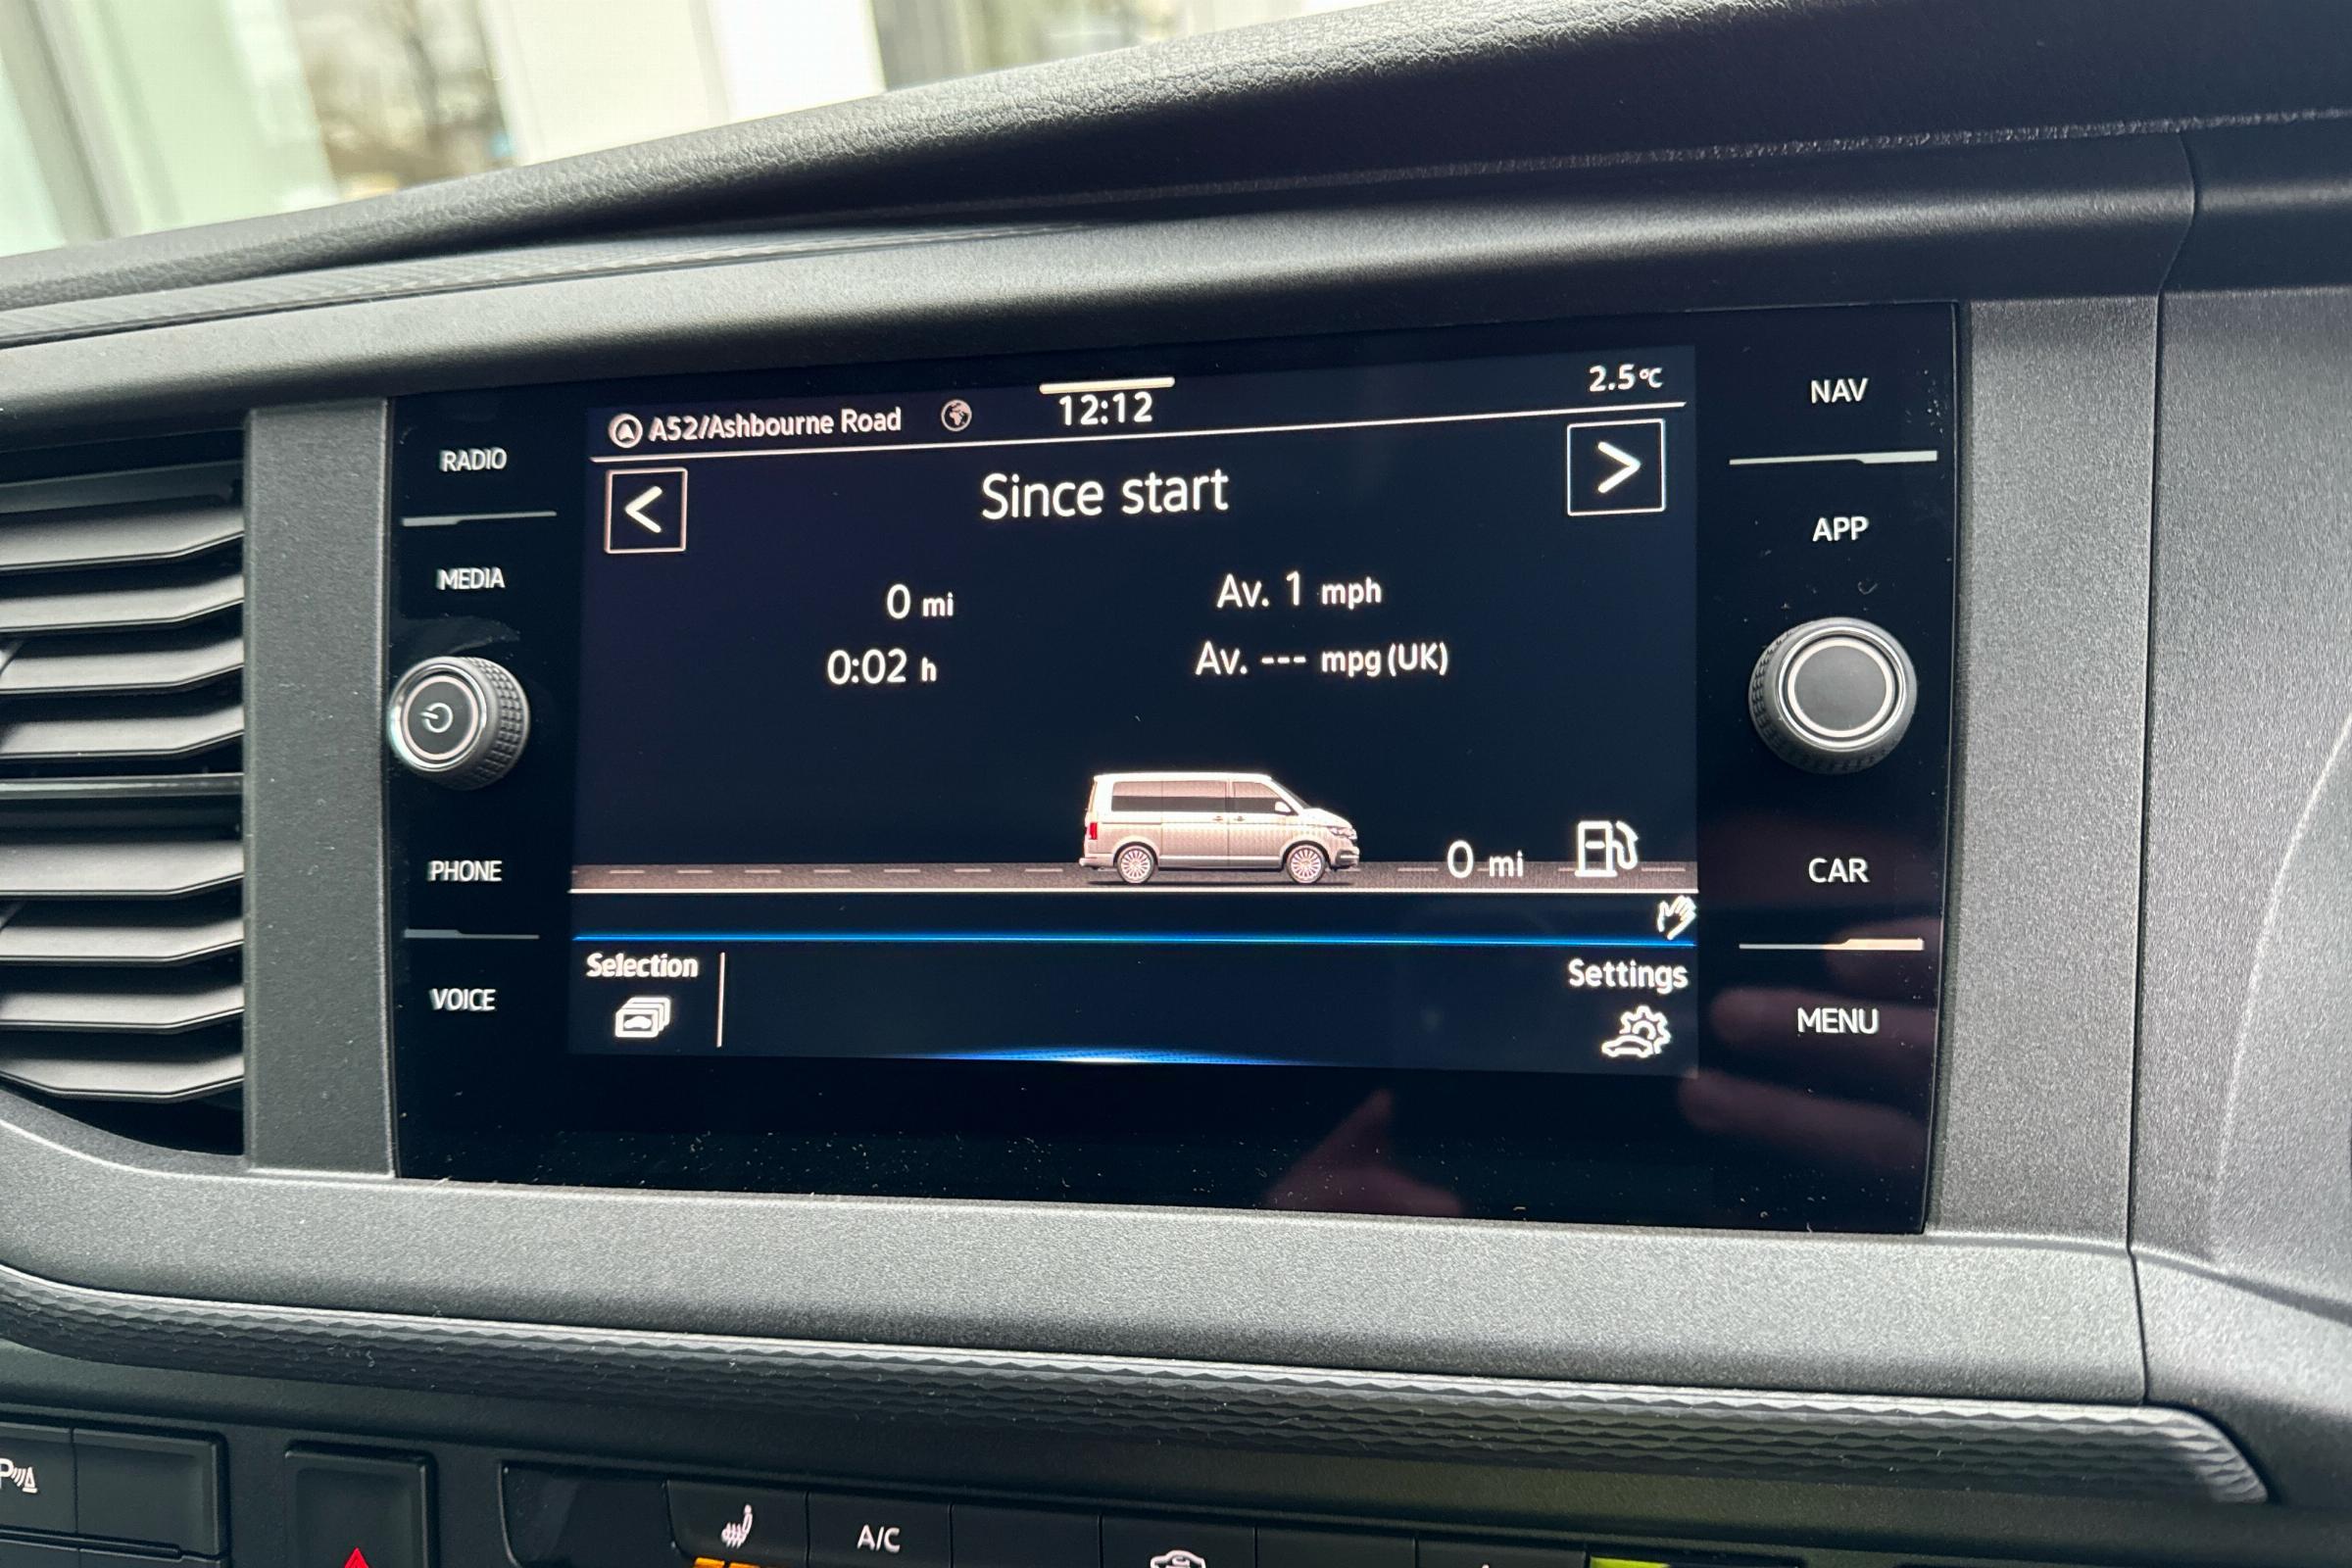 A52/Ashbourne Road
12:12
2.5°C
<
Since start
>
0 mi
Av. 1 mph
0:02 h
Av. --- mpg (UK)
0 mi
Selection
Settings
RADIO
MEDIA
PHONE
VOICE
NAV
APP
CAR
MENU
P
A/C